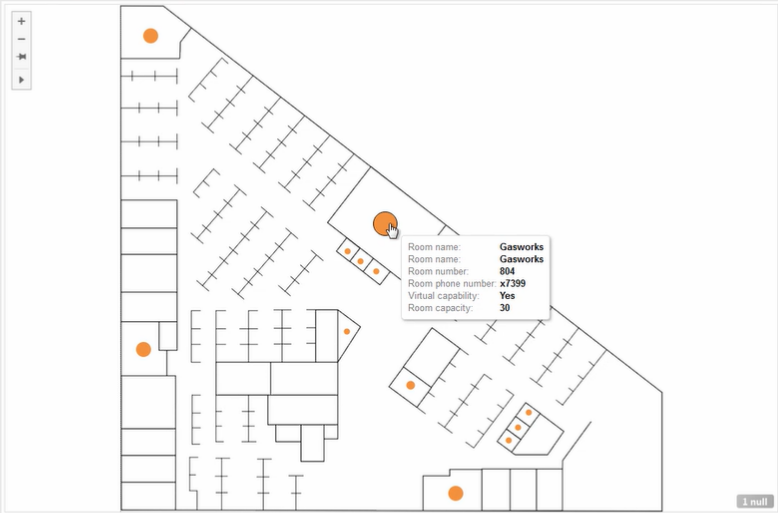 Room name: Gasworks
Room name: Gasworks
Room number: 804
Room phone number: x7399
Virtual capability: Yes
Room capacity: 30
1 null